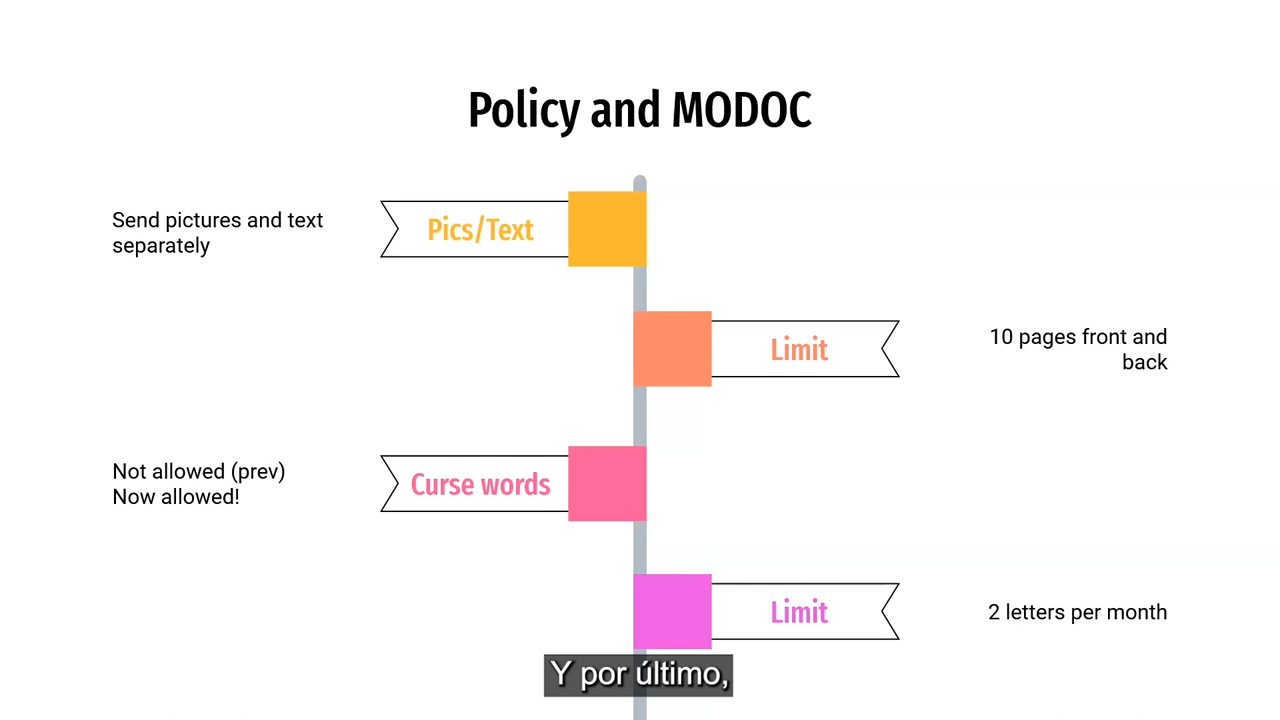 Policy and MODOC
Send pictures and text
separately
Pics/Text
Limit
10 pages front and
back
Not allowed (prev)
Now allowed!
Curse words
Limit
2 letters per month
Y por último,